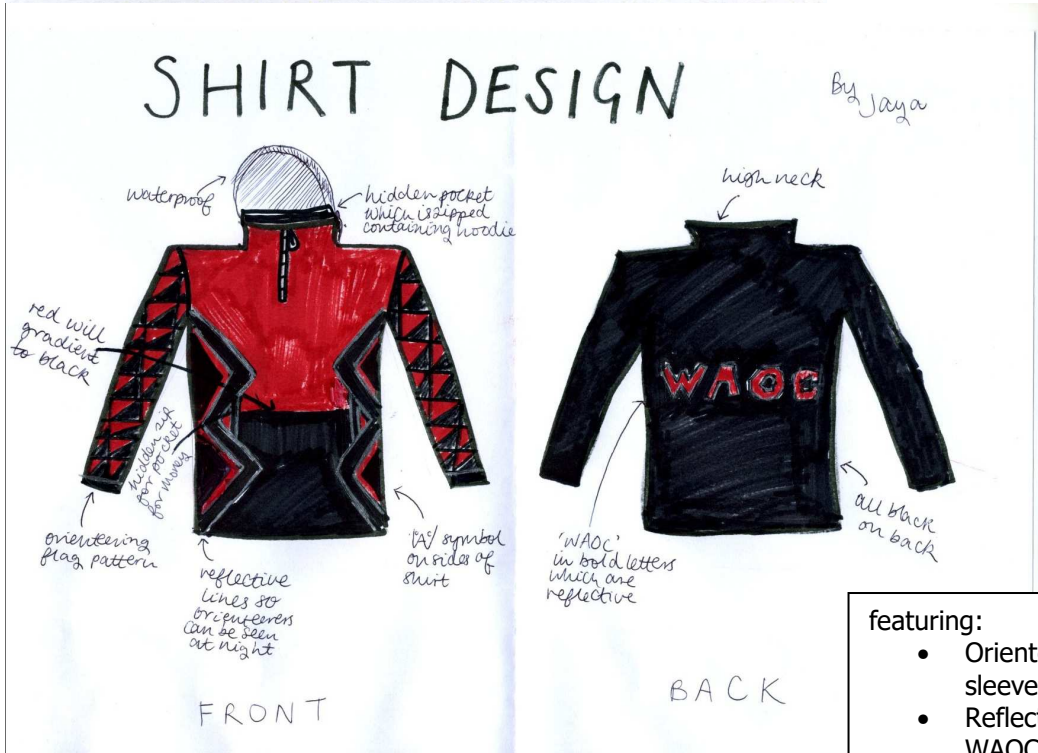 SHIRT DESIGN
By
Jaya
waterproof
hidden pocket
which is zipped
containing hoodie
red will
gradient
to black
hidden zip
for pocket
for money
orienteering
flag pattern
reflective
lines so
orienteerers
can be seen
at night
'W' symbol
on sides of
shirt
FRONT
high neck
WAOC
'WAOC'
in bold letters
which are
reflective
all black
on back
BACK
featuring:
• Orient
sleeve
• Reflect
WAOC